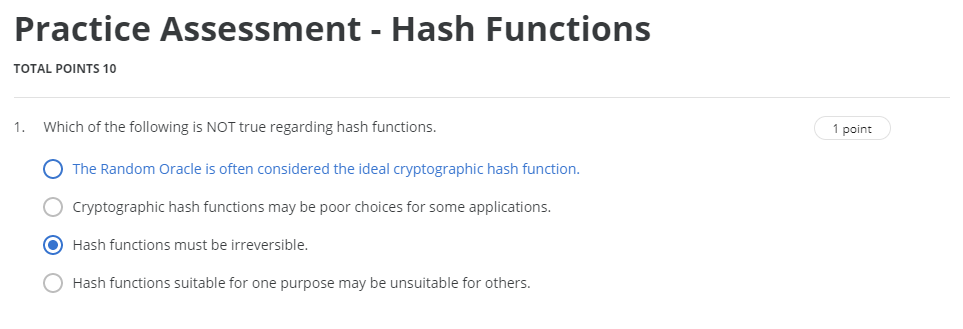 Practice Assessment - Hash Functions
TOTAL POINTS 10
1. Which of the following is NOT true regarding hash functions.
1 point
The Random Oracle is often considered the ideal cryptographic hash function.
Cryptographic hash functions may be poor choices for some applications.
Hash functions must be irreversible.
Hash functions suitable for one purpose may be unsuitable for others.